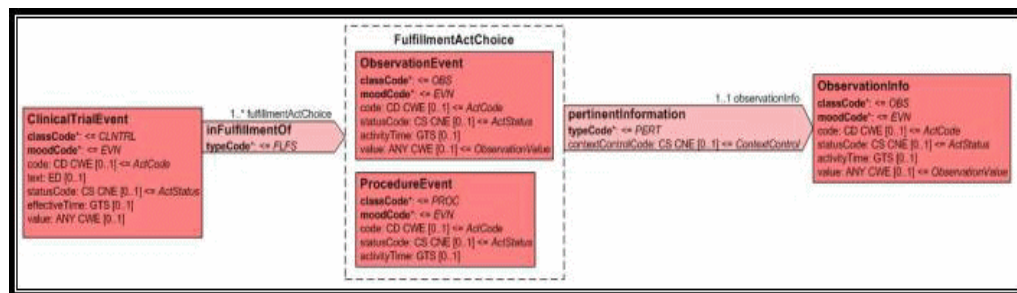 FulfillmentActChoice
ObservationEvent
classCode*: <= OBS
moodCode*: <= EVN
code: CD CWE [0..1] <= ActCode
statusCode: CS CNE [0..1] <= ActStatus
activityTime: GTS [0..1]
value: ANY CWE [0..1] <= ObservationValue
ProcedureEvent
classCode*: <= PROC
moodCode*: <= EVN
code: CD CWE [0..1] <= ActCode
statusCode: CS CNE [0..1] <= ActStatus
activityTime: GTS [0..1]
ClinicalTrialEvent
classCode*: <= CLNTRL
moodCode*: <= EVN
code: CD CWE [0..1] <= ActCode
text: ED [0..1]
statusCode: CS CNE [0..1] <= ActStatus
effectiveTime: GTS [0..1]
value: ANY CWE [0..1]
1..* fulfillmentActChoice
inFulfillmentOf
typeCode*: <= FLFS
1..1 observationInfo
pertinentInformation
typeCode*: <= PERT
contextControlCode: CS CNE [0..1] <= ContextControl
ObservationInfo
classCode*: <= OBS
moodCode*: <= EVN
code: CD CWE [0..1] <= ActCode
statusCode: CS CNE [0..1] <= ActStatus
activityTime: GTS [0..1]
value: ANY CWE [0..1] <= ObservationValue